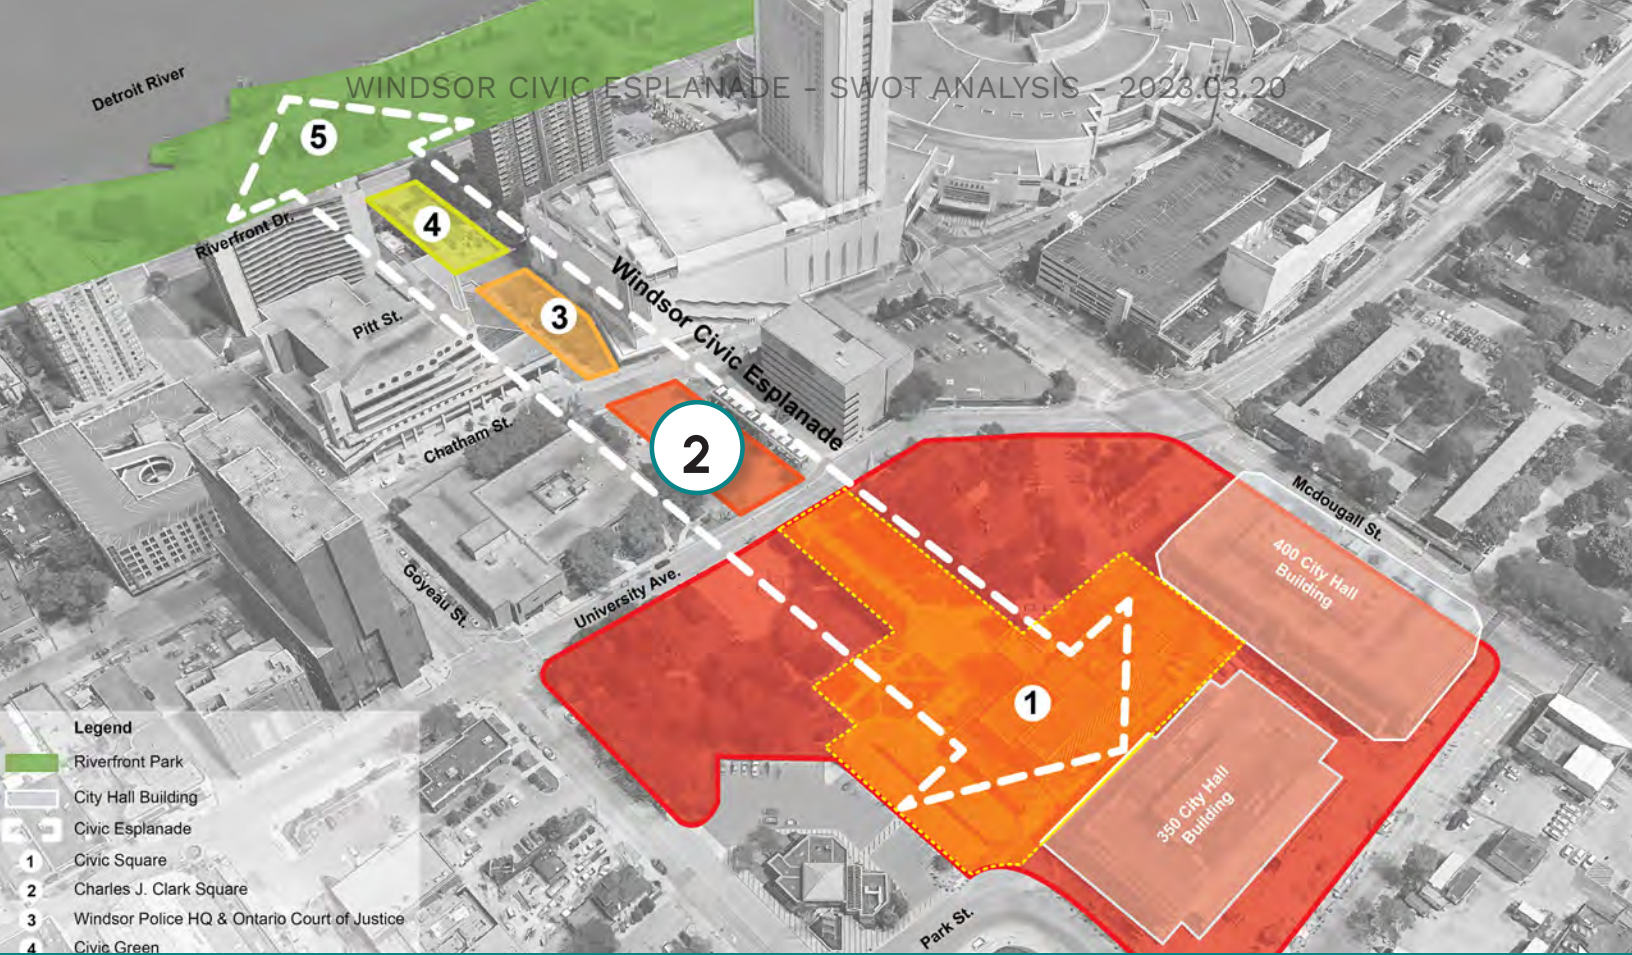 WINDSOR CIVIC ESPLANADE - SWOT ANALYSIS - 2023.03.20
Detroit River
5
Riverfront Dr.
4
Pitt St.
3
Windsor Civic Esplanade
Chatham St.
2
Goyeau St.
University Ave.
Mcdougall St.
400 City Hall
Building
1
350 City Hall
Building
Park St.
Legend
Riverfront Park
City Hall Building
Civic Esplanade
1 Civic Square
2 Charles J. Clark Square
3 Windsor Police HQ & Ontario Court of Justice
4 Civic Green